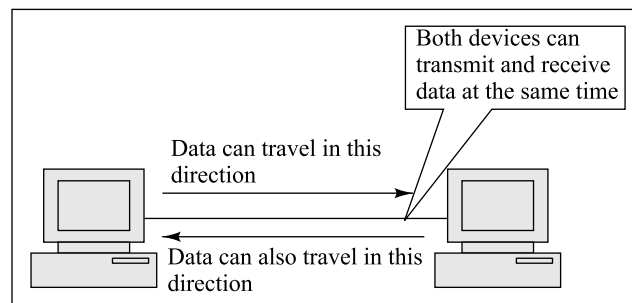 Both devices can
transmit and receive
data at the same time
Data can travel in this
direction
Data can also travel in this
direction